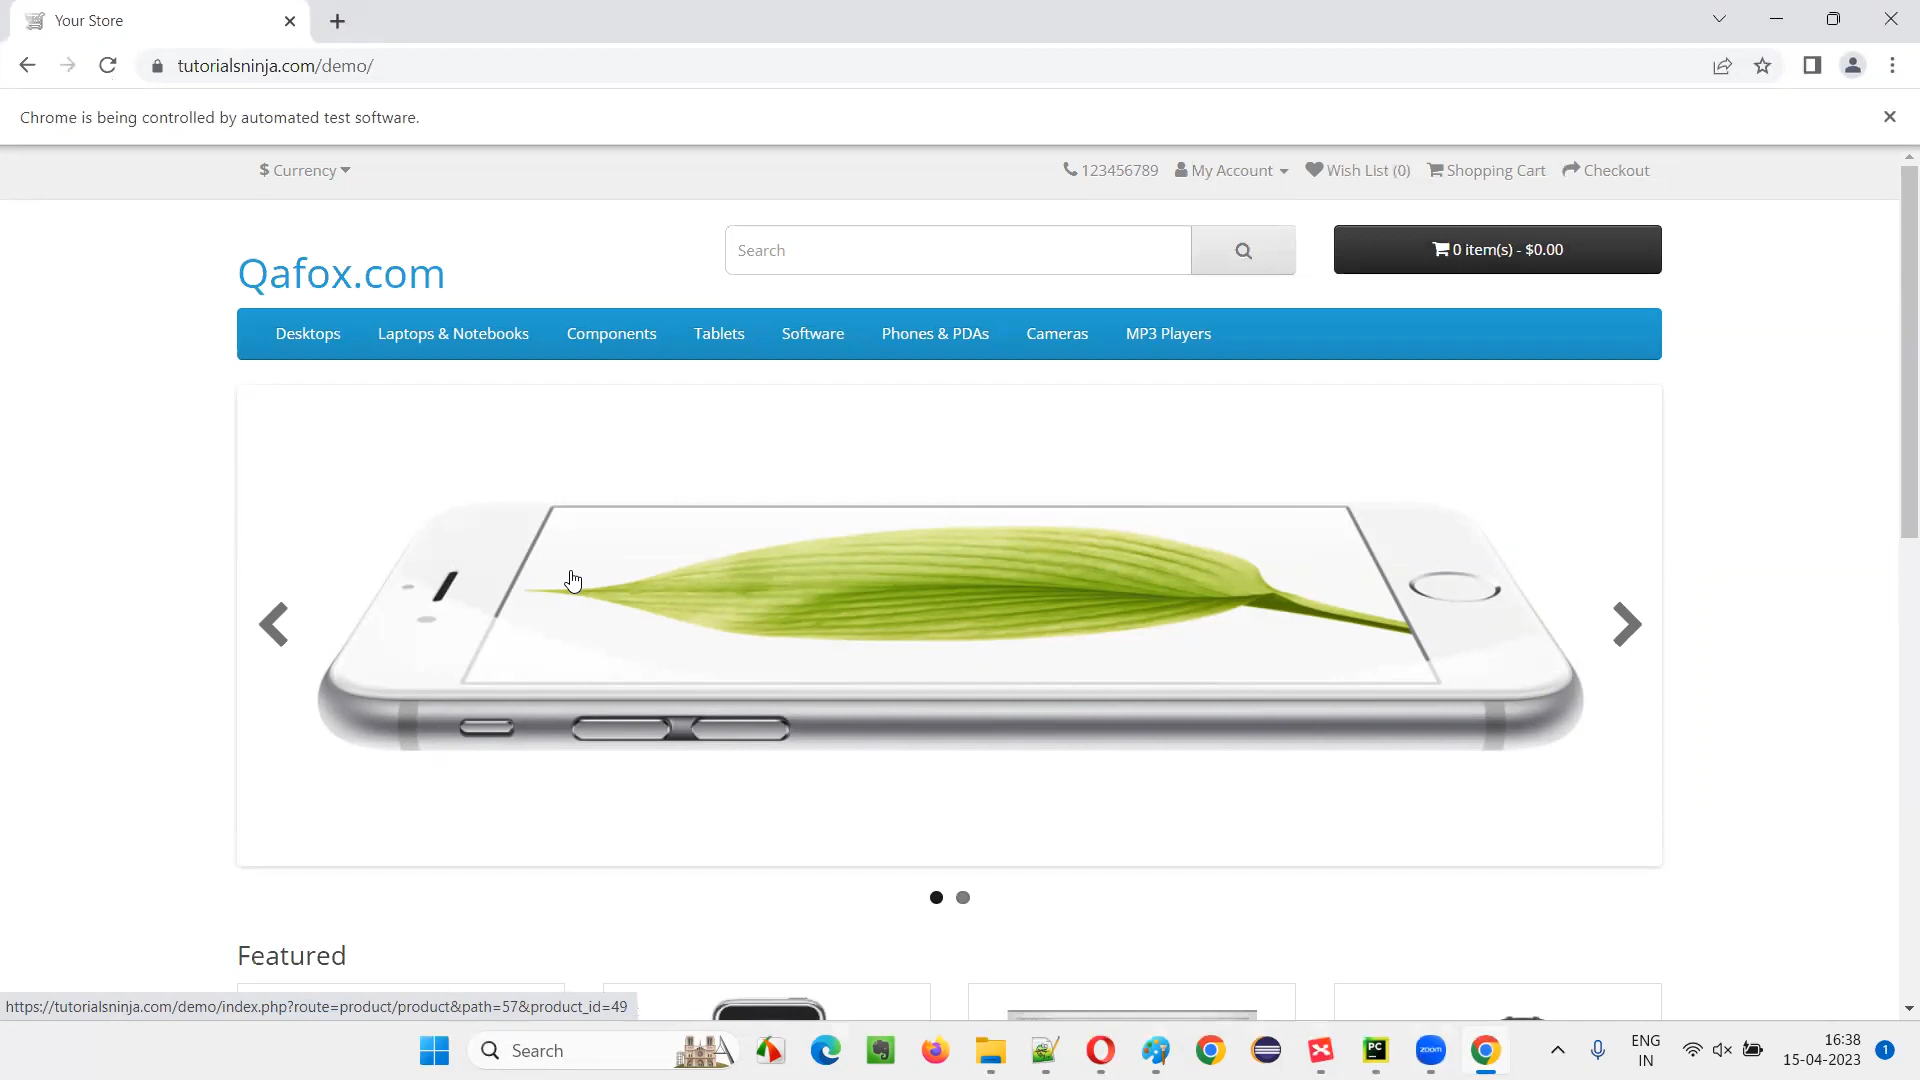 Your Store
tutorialsninja.com/demo/
Chrome is being controlled by automated test software.
$ Currency
123456789 My Account Wish List (0) Shopping Cart Checkout
Qafox.com
Search
0 item(s) - $0.00
Desktops Laptops & Notebooks Components Tablets Software Phones & PDAs Cameras MP3 Players
Featured
https://tutorialsninja.com/demo/index.php?route=product/product&path=57&product_id=49
Search
PC
zoom
ENG
IN
16:38
15-04-2023
1